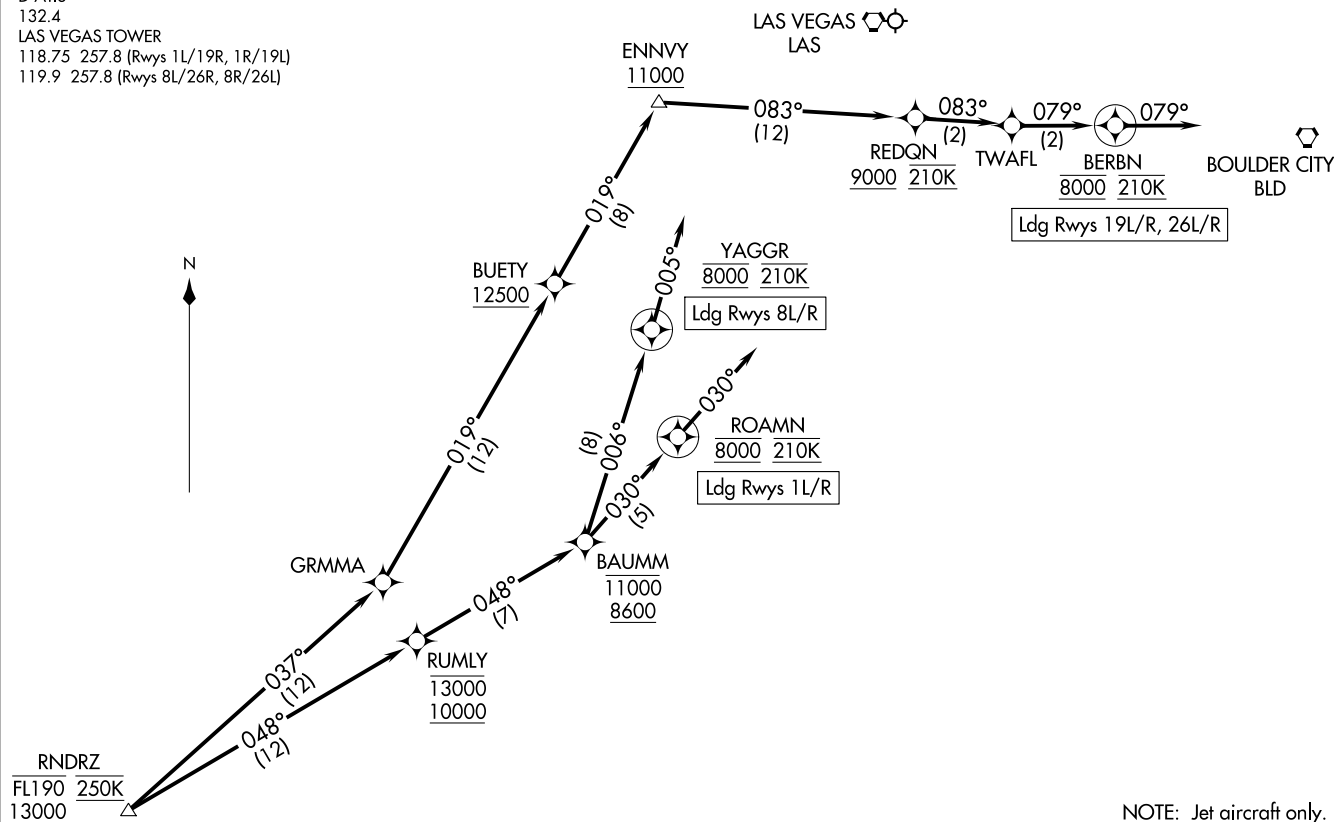 132.4
LAS VEGAS TOWER
118.75 257.8 (Rwys 1L/19R, 1R/19L)
119.9 257.8 (Rwys 8L/26R, 8R/26L)
LAS VEGAS
LAS
ENNVY
11000
083°
(12)
083°
(2)
079°
(2)
079°
REDQN
9000 210K
TWAFL
BERBN
8000 210K
Ldg Rwys 19L/R, 26L/R
BOULDER CITY
BLD
019°
(8)
N
BUETY
12500
005°
YAGGR
8000 210K
Ldg Rwys 8L/R
019°
(12)
(8)
006°
030°
ROAMN
8000 210K
Ldg Rwys 1L/R
030°
(5)
GRMMA
BAUMM
11000
8600
048°
(7)
037°
(12)
RUMLY
13000
10000
048°
(12)
RNDRZ
FL190 250K
13000
NOTE: Jet aircraft only.